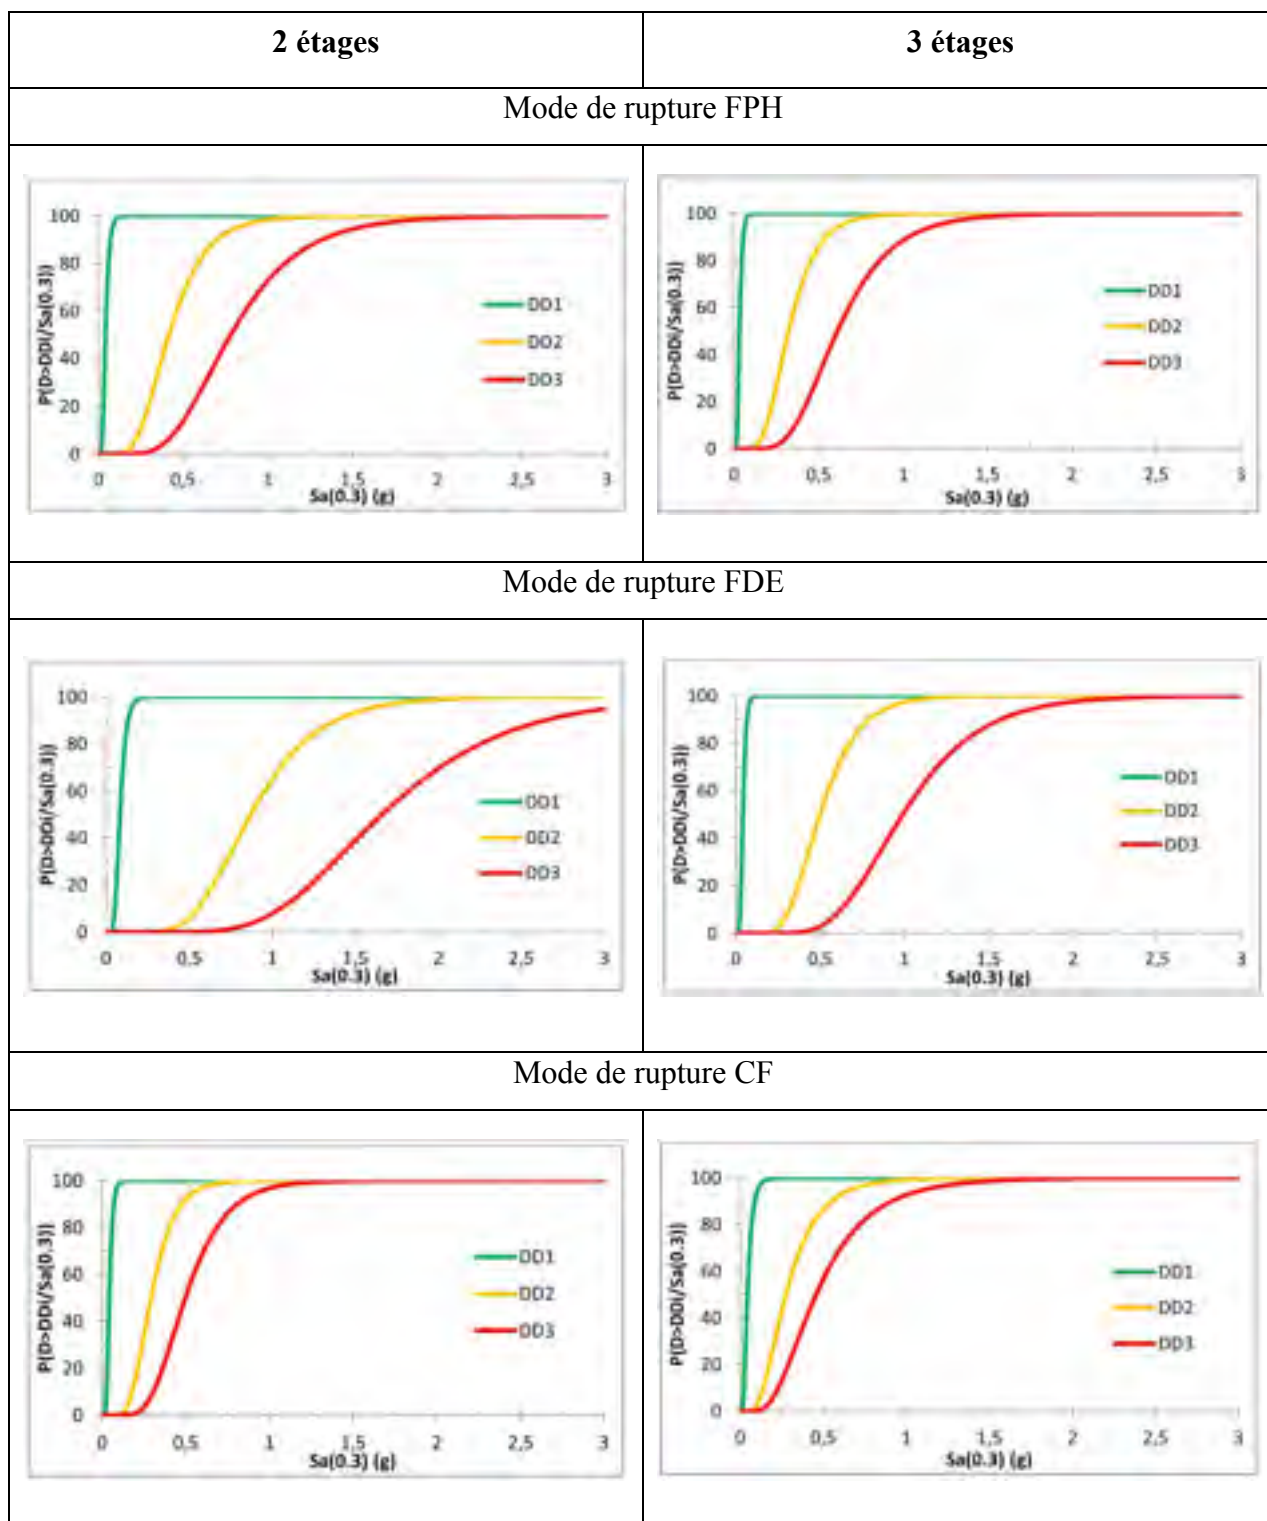 2 étages
3 étages
Mode de rupture FPH
P(D>DDi/Sa(0.3))
100
80
60
40
20
0
0 0,5 1 1,5 2 2,5 3
Sa(0.3) (g)
DD1
DD2
DD3
P(D>DDi/Sa(0.3))
100
80
60
40
20
0
0 0,5 1 1,5 2 2,5 3
Sa(0.3) (g)
DD1
DD2
DD3
Mode de rupture FDE
P(D>DDi/Sa(0.3))
100
80
60
40
20
0
0 0,5 1 1,5 2 2,5 3
Sa(0.3) (g)
DD1
DD2
DD3
P(D>DDi/Sa(0.3))
100
80
60
40
20
0
0 0,5 1 1,5 2 2,5 3
Sa(0.3) (g)
DD1
DD2
DD3
Mode de rupture CF
P(D>DDi/Sa(0.3))
100
80
60
40
20
0
0 0,5 1 1,5 2 2,5 3
Sa(0.3) (g)
DD1
DD2
DD3
P(D>DDi/Sa(0.3))
100
80
60
40
20
0
0 0,5 1 1,5 2 2,5 3
Sa(0.3) (g)
DD1
DD2
DD3